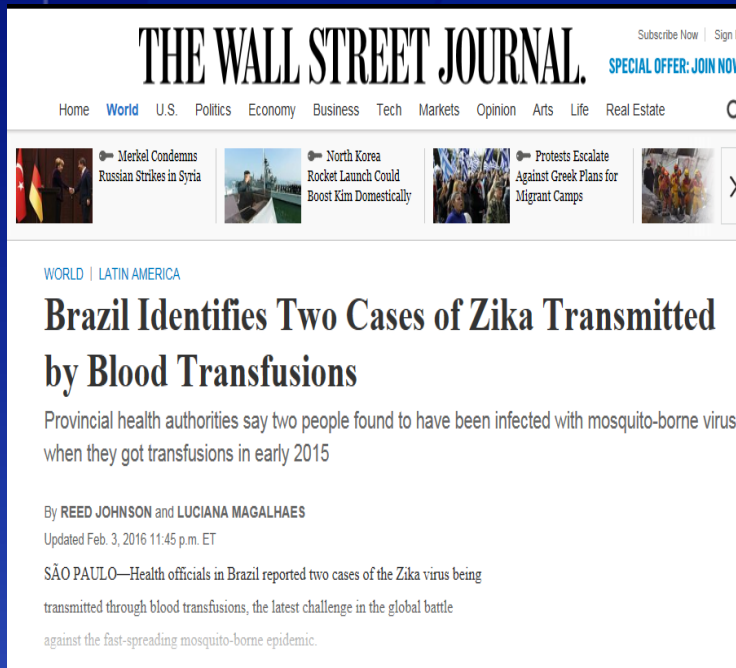 THE WALL STREET JOURNAL.
Subscribe Now | Sign
SPECIAL OFFER: JOIN NOW
Home World U.S. Politics Economy Business Tech Markets Opinion Arts Life Real Estate
Merkel Condemns
Russian Strikes in Syria
North Korea
Rocket Launch Could
Boost Kim Domestically
Protests Escalate
Against Greek Plans for
Migrant Camps
WORLD | LATIN AMERICA
Brazil Identifies Two Cases of Zika Transmitted
by Blood Transfusions
Provincial health authorities say two people found to have been infected with mosquito-borne virus
when they got transfusions in early 2015
By REED JOHNSON and LUCIANA MAGALHAES
Updated Feb. 3, 2016 11:45 p.m. ET
SÃO PAULO—Health officials in Brazil reported two cases of the Zika virus being
transmitted through blood transfusions, the latest challenge in the global battle
against the fast-spreading mosquito-borne epidemic.